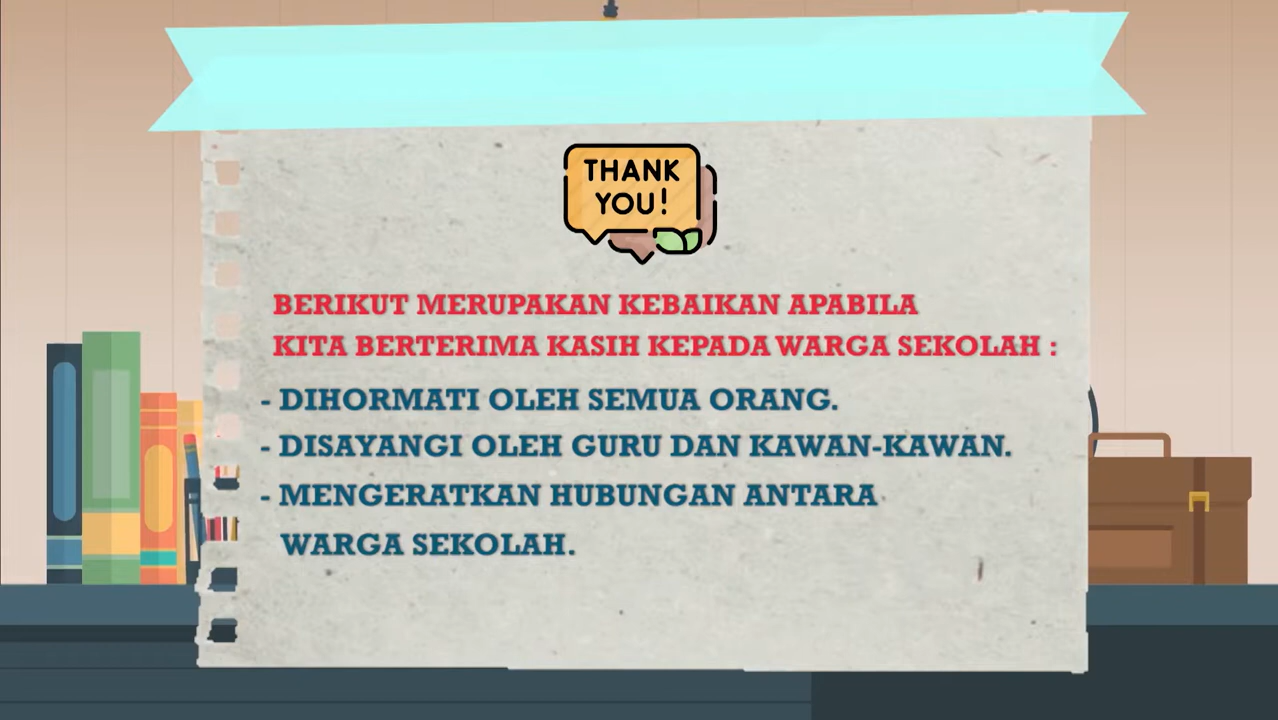 THANK
YOU!
BERIKUT MERUPAKAN KEBAIKAN APABILA
KITA BERTERIMA KASIH KEPADA WARGA SEKOLAH :
- DIHORMATI OLEH SEMUA ORANG.
- DISAYANGI OLEH GURU DAN KAWAN-KAWAN.
- MENGERATKAN HUBUNGAN ANTARA
WARGA SEKOLAH.